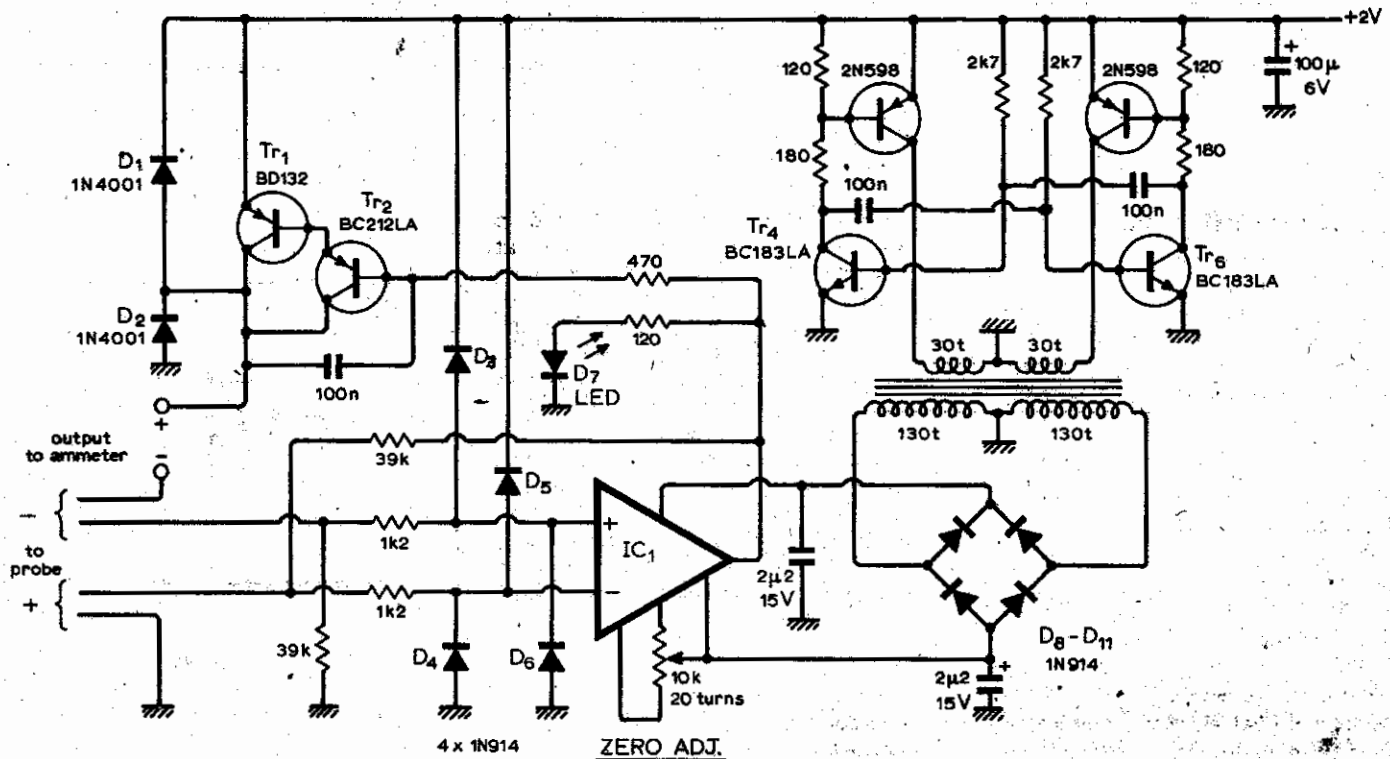 +2V
120
2N598
2k7
2k7
2N598
120
+
100μ
6V
D1
1N4001
Tr1
BD132
Tr2
BC212LA
180
100n
100n
180
Tr4
BC183LA
Tr6
BC183LA
470
D2
1N4001
100n
D3
120
D7
LED
30t
30t
130t
130t
+
output
to ammeter
-
39k
D5
-
to
probe
+
1k2
1k2
+
IC1
-
2μ2
15V
39k
D4
D6
10k
20 turns
D8-D11
1N914
+
2μ2
15V
4 x 1N914
ZERO ADJ.